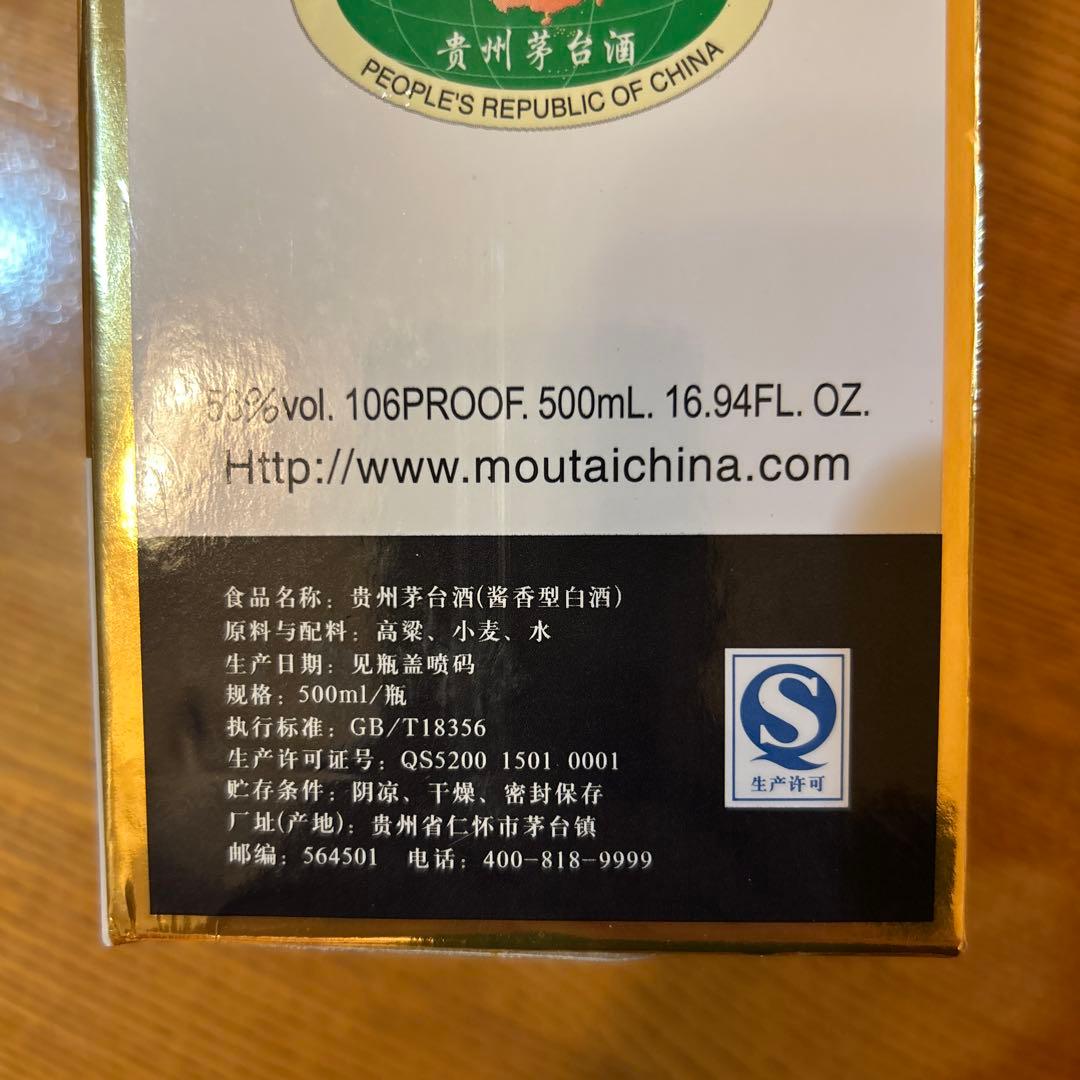 贵州茅台酒
PEOPLE'S REPUBLIC OF CHINA
53%vol. 106PROOF. 500mL. 16.94FL. OZ.
Http://www.moutaichina.com
食品名称：贵州茅台酒(酱香型白酒)
原料与配料：高粱、小麦、水
生产日期：见瓶盖喷码
规格：500ml/瓶
执行标准：GB/T18356
生产许可证号：QS5200 1501 0001
贮存条件：阴凉、干燥、密封保存
厂址(产地)：贵州省仁怀市茅台镇
邮编：564501 电话：400-818-9999
S
生产许可